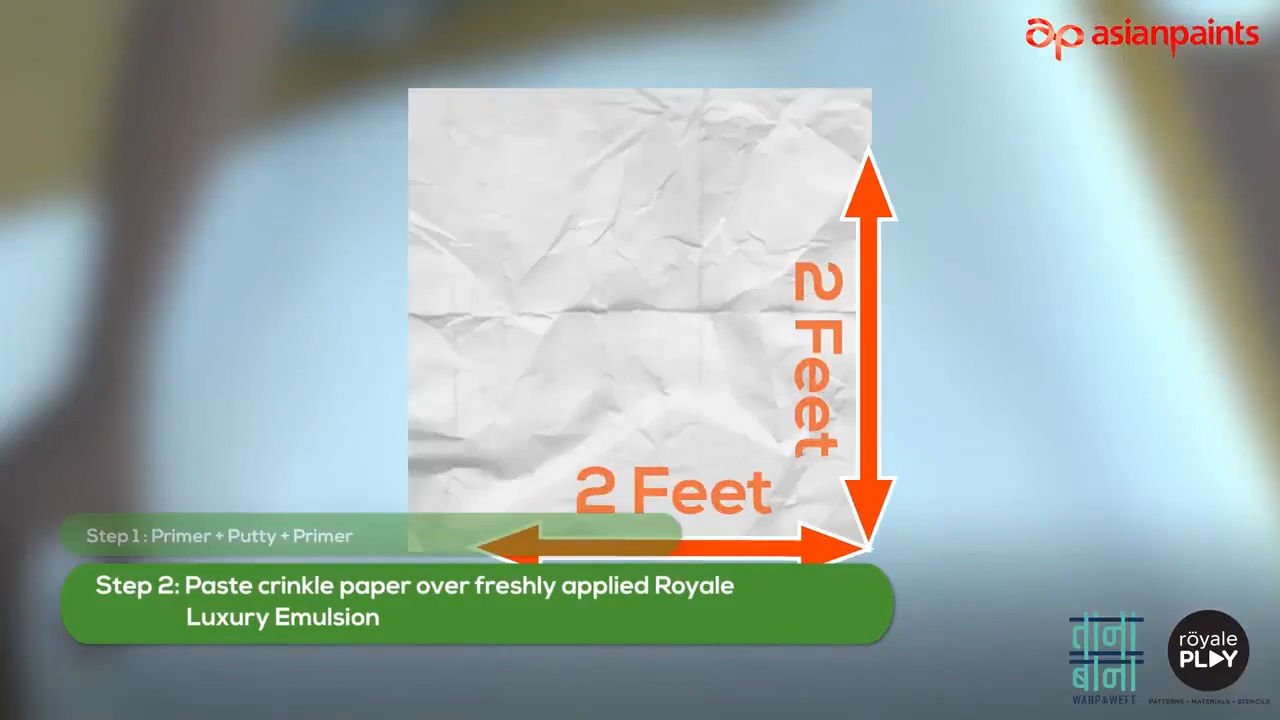 asianpaints
2 Feet
2 Feet
Step 1: Primer + Putty + Primer
Step 2: Paste crinkle paper over freshly applied Royale
Luxury Emulsion
ताना
बाना
WARP & WEFT
röyale
PLAY
PATTERNS • MATERIALS • STENCILS